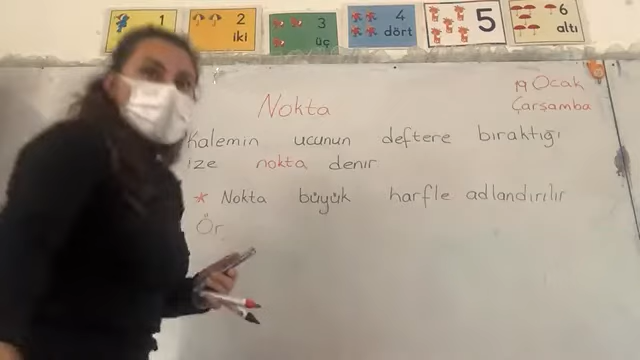 1
2
iki
3
üç
4
dört
5
6
altı
19 Ocak
Çarşamba
Nokta
Kalemin ucunun deftere bıraktığı
ize nokta denir
* Nokta büyük harfle adlandırılır
Ör